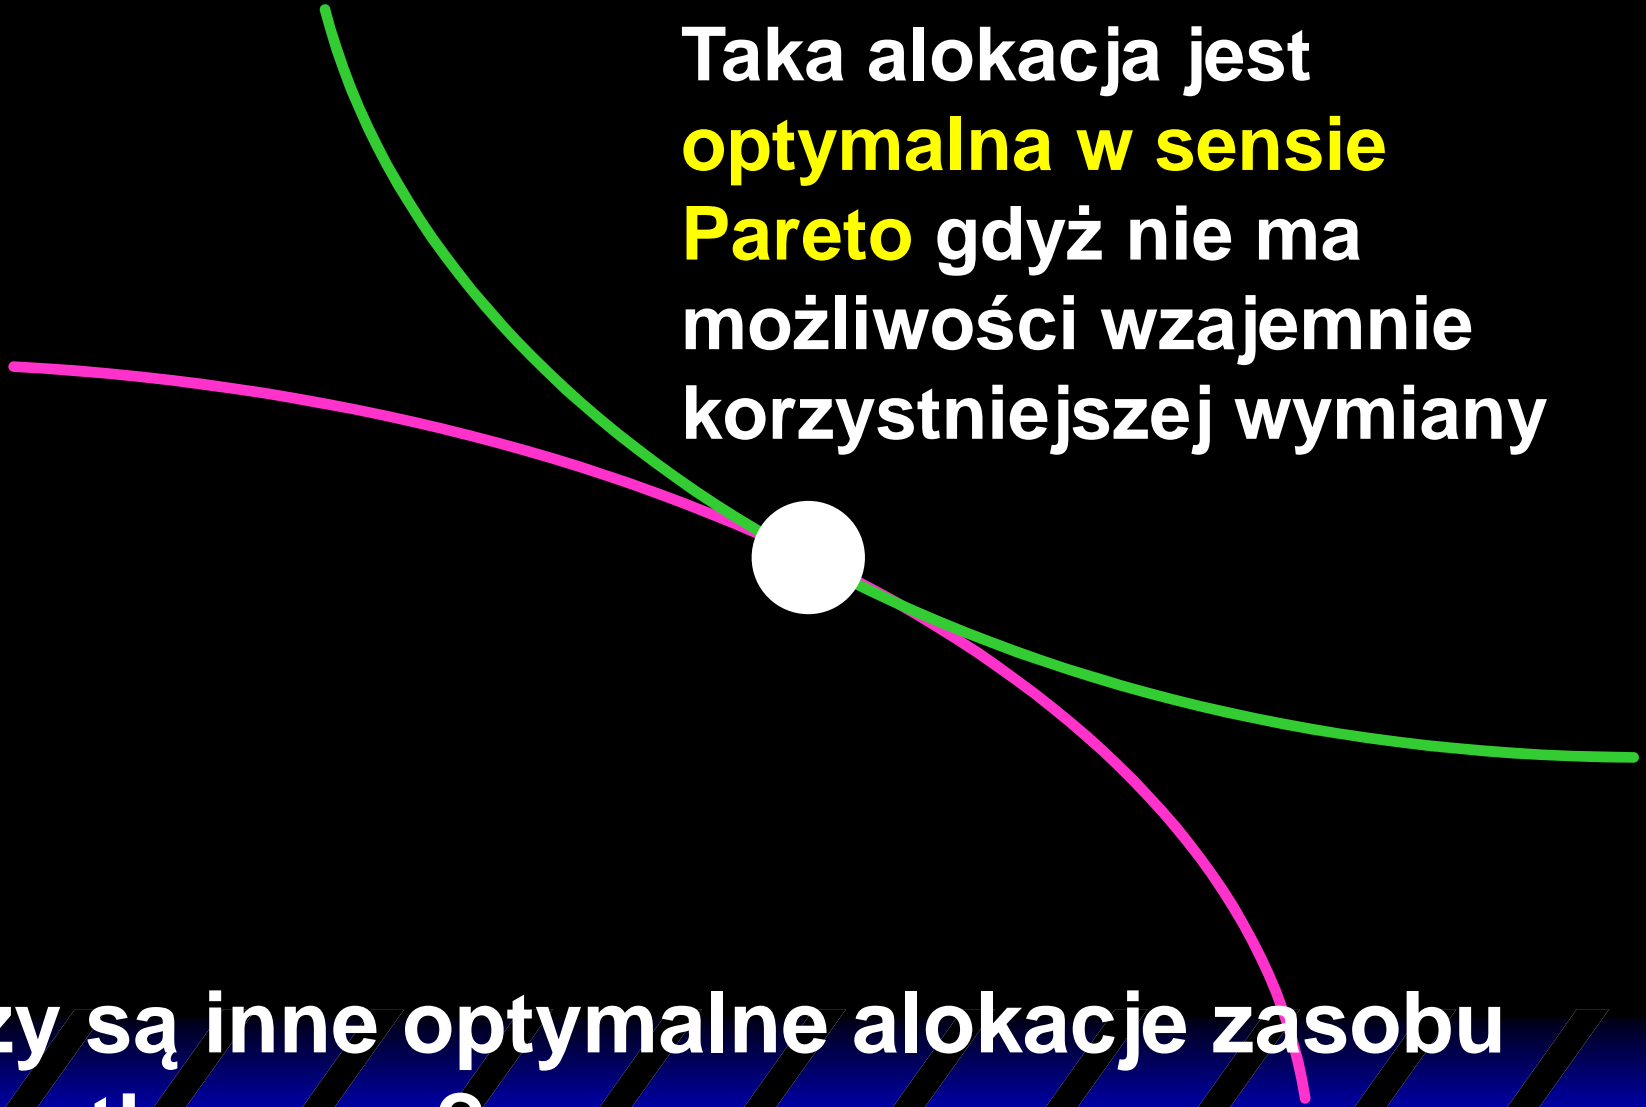 Taka alokacja jest
optymalna w sensie
Pareto gdyż nie ma
możliwości wzajemnie
korzystniejszej wymiany
są inne optymalne alokacje zasobu